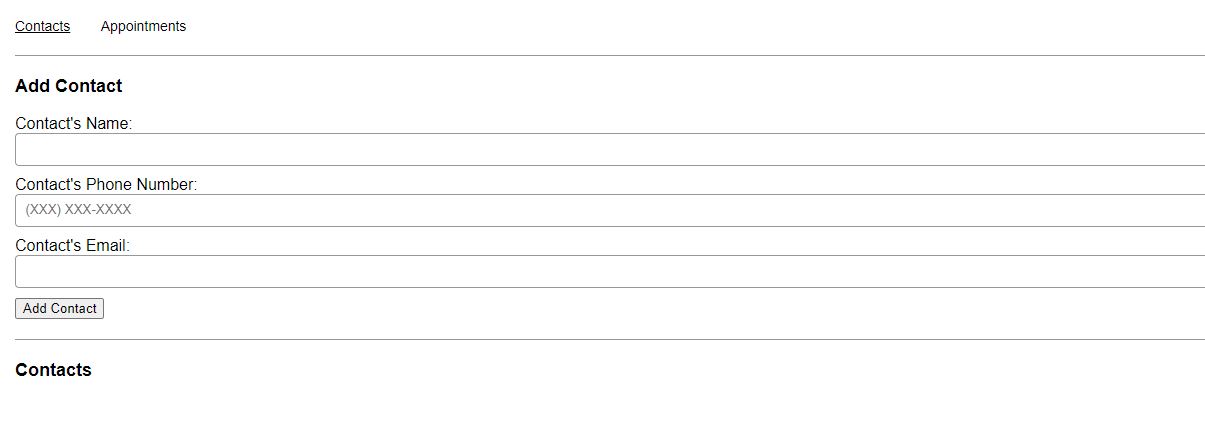 Contacts Appointments
Add Contact
Contact's Name:
Contact's Phone Number:
(XXX) XXX-XXXX
Contact's Email:
Add Contact
Contacts